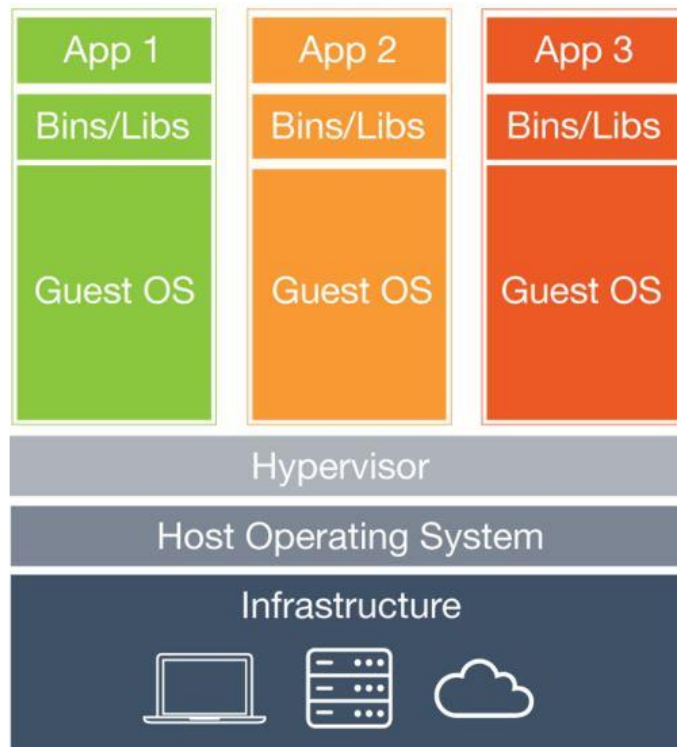 App 1
App 2
App 3
Bins/Libs
Bins/Libs
Bins/Libs
Guest OS
Guest OS
Guest OS
Hypervisor
Host Operating System
Infrastructure